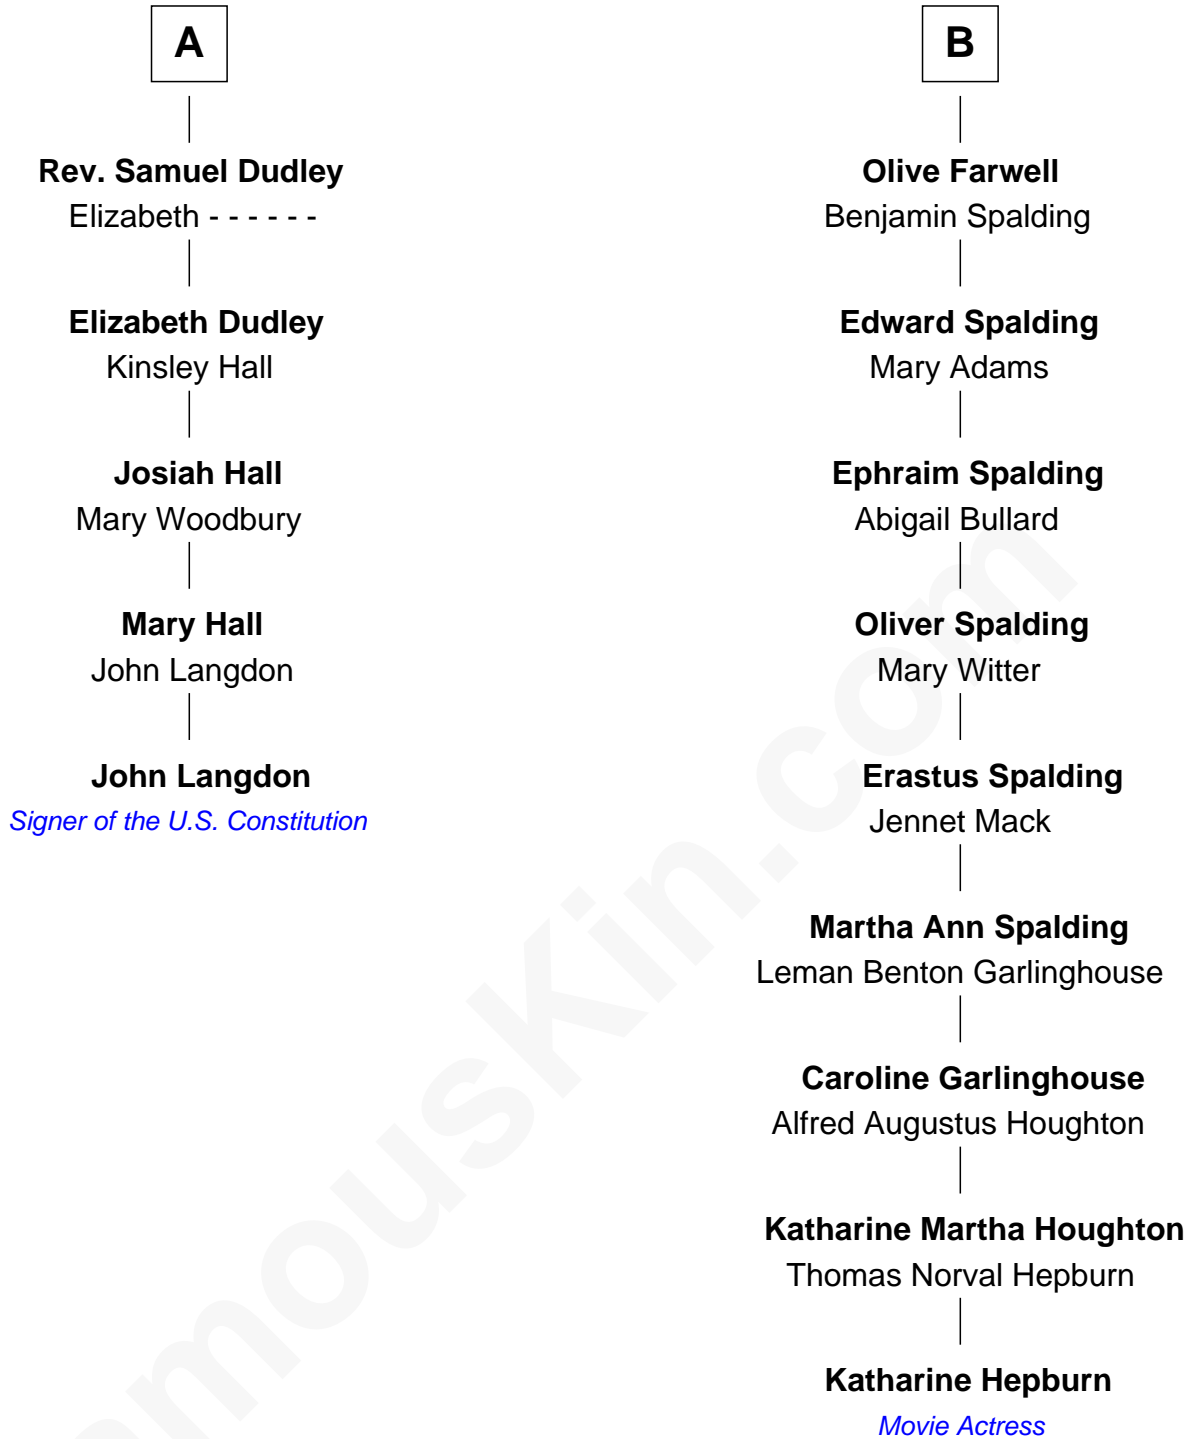 A
Rev. Samuel Dudley
Elizabeth - - - - - -
Elizabeth Dudley
Kinsley Hall
Josiah Hall
Mary Woodbury
Mary Hall
John Langdon
John Langdon
Signer of the U.S. Constitution
B
Olive Farwell
Benjamin Spalding
Edward Spalding
Mary Adams
Ephraim Spalding
Abigail Bullard
Oliver Spalding
Mary Witter
Erastus Spalding
Jennet Mack
Martha Ann Spalding
Leman Benton Garlinghouse
Caroline Garlinghouse
Alfred Augustus Houghton
Katharine Martha Houghton
Thomas Norval Hepburn
Katharine Hepburn
Movie Actress
amouskin.com